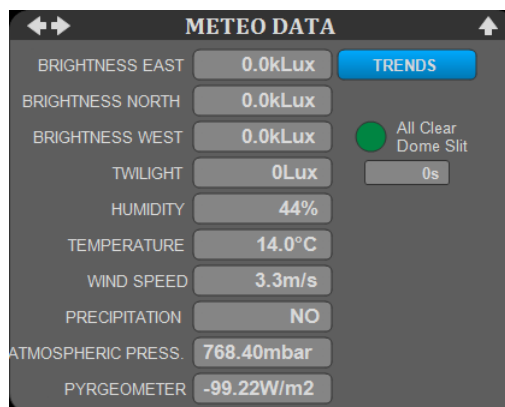 METEO DATA
BRIGHTNESS EAST 0.0kLux TRENDS
BRIGHTNESS NORTH 0.0kLux
BRIGHTNESS WEST 0.0kLux
All Clear
Dome Slit
TWILIGHT 0Lux 0s
HUMIDITY 44%
TEMPERATURE 14.0°C
WIND SPEED 3.3m/s
PRECIPITATION NO
ATMOSPHERIC PRESS. 768.40mbar
PYRGEOMETER -99.22W/m2